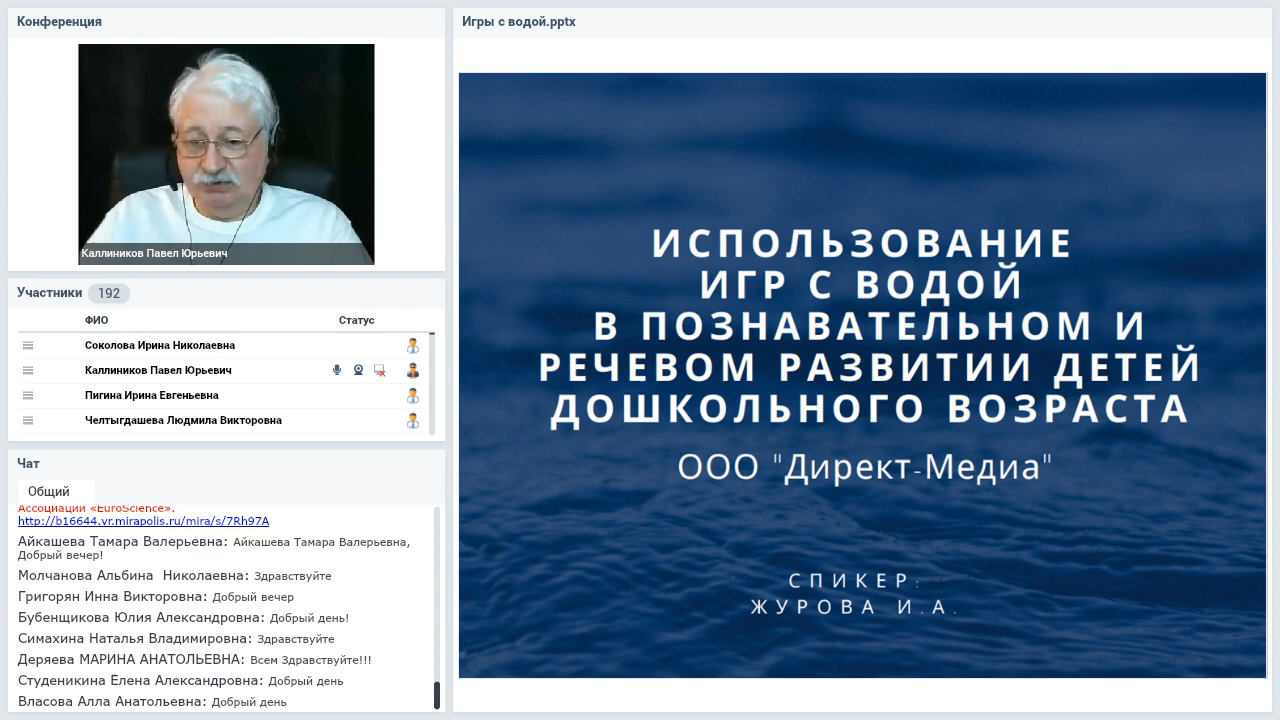 Конференция
Каллиников Павел Юрьевич
Участники 192
ФИО Статус
Соколова Ирина Николаевна
Каллиников Павел Юрьевич
Пигина Ирина Евгеньевна
Челтыгдашева Людмила Викторовна
Чат
Общий
Ассоциации «EuroScience».
http://b16644.vr.mirapolis.ru/mira/s/7Rh97A
Айкашева Тамара Валерьевна: Айкашева Тамара Валерьевна,
Добрый вечер!
Молчанова Альбина Николаевна: Здравствуйте
Григорян Инна Викторовна: Добрый вечер
Бубенщикова Юлия Александровна: Добрый день!
Симахина Наталья Владимировна: Здравствуйте
Деряева МАРИНА АНАТОЛЬЕВНА: Всем Здравствуйте!!!
Студеникина Елена Александровна: Добрый день
Власова Алла Анатольевна: Добрый день
Игры с водой.pptx
ИСПОЛЬЗОВАНИЕ
ИГР С ВОДОЙ
В ПОЗНАВАТЕЛЬНОМ И
РЕЧЕВОМ РАЗВИТИИ ДЕТЕЙ
ДОШКОЛЬНОГО ВОЗРАСТА
ООО "Директ-Медиа"
СПИКЕР:
ЖУРОВА И.А.